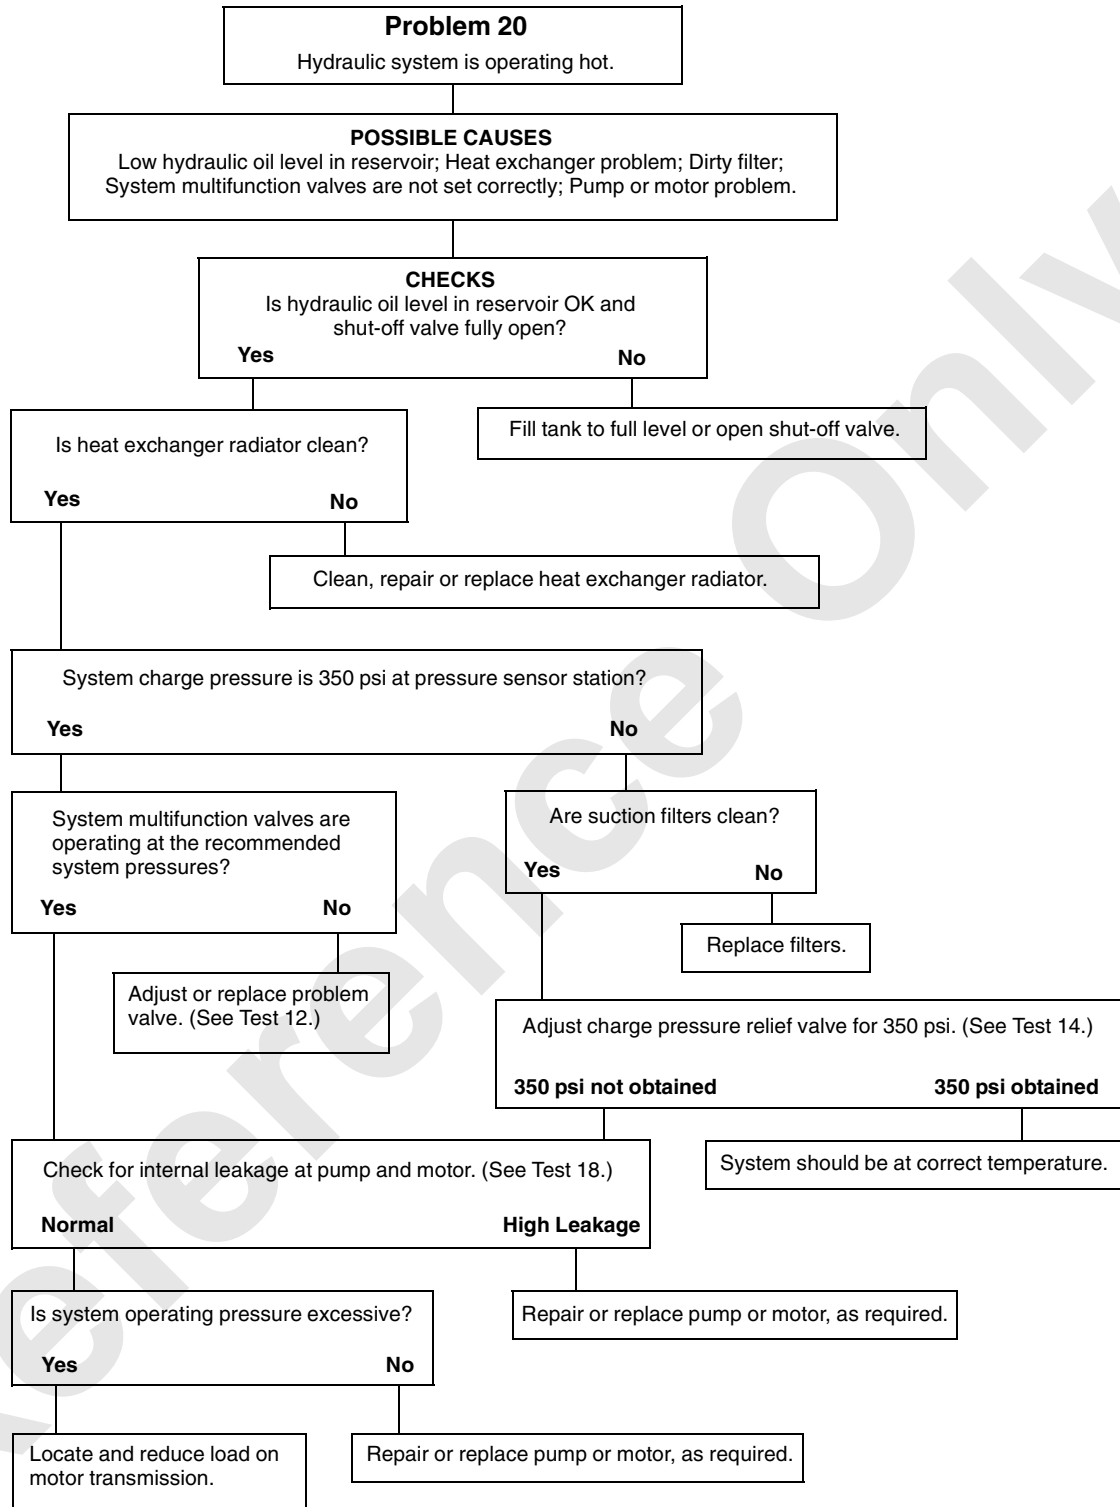 Problem 20
Hydraulic system is operating hot.
POSSIBLE CAUSES
Low hydraulic oil level in reservoir; Heat exchanger problem; Dirty filter;
System multifunction valves are not set correctly; Pump or motor problem.
CHECKS
Is hydraulic oil level in reservoir OK and
shut-off valve fully open?
Yes No
Is heat exchanger radiator clean?
Yes No
Fill tank to full level or open shut-off valve.
Clean, repair or replace heat exchanger radiator.
System charge pressure is 350 psi at pressure sensor station?
Yes No
System multifunction valves are
operating at the recommended
system pressures?
Yes No
Are suction filters clean?
Yes No
Replace filters.
Adjust or replace problem
valve. (See Test 12.)
Adjust charge pressure relief valve for 350 psi. (See Test 14.)
350 psi not obtained 350 psi obtained
System should be at correct temperature.
Check for internal leakage at pump and motor. (See Test 18.)
Normal High Leakage
Is system operating pressure excessive?
Yes No
Repair or replace pump or motor, as required.
Locate and reduce load on
motor transmission.
Repair or replace pump or motor, as required.
Reference Only